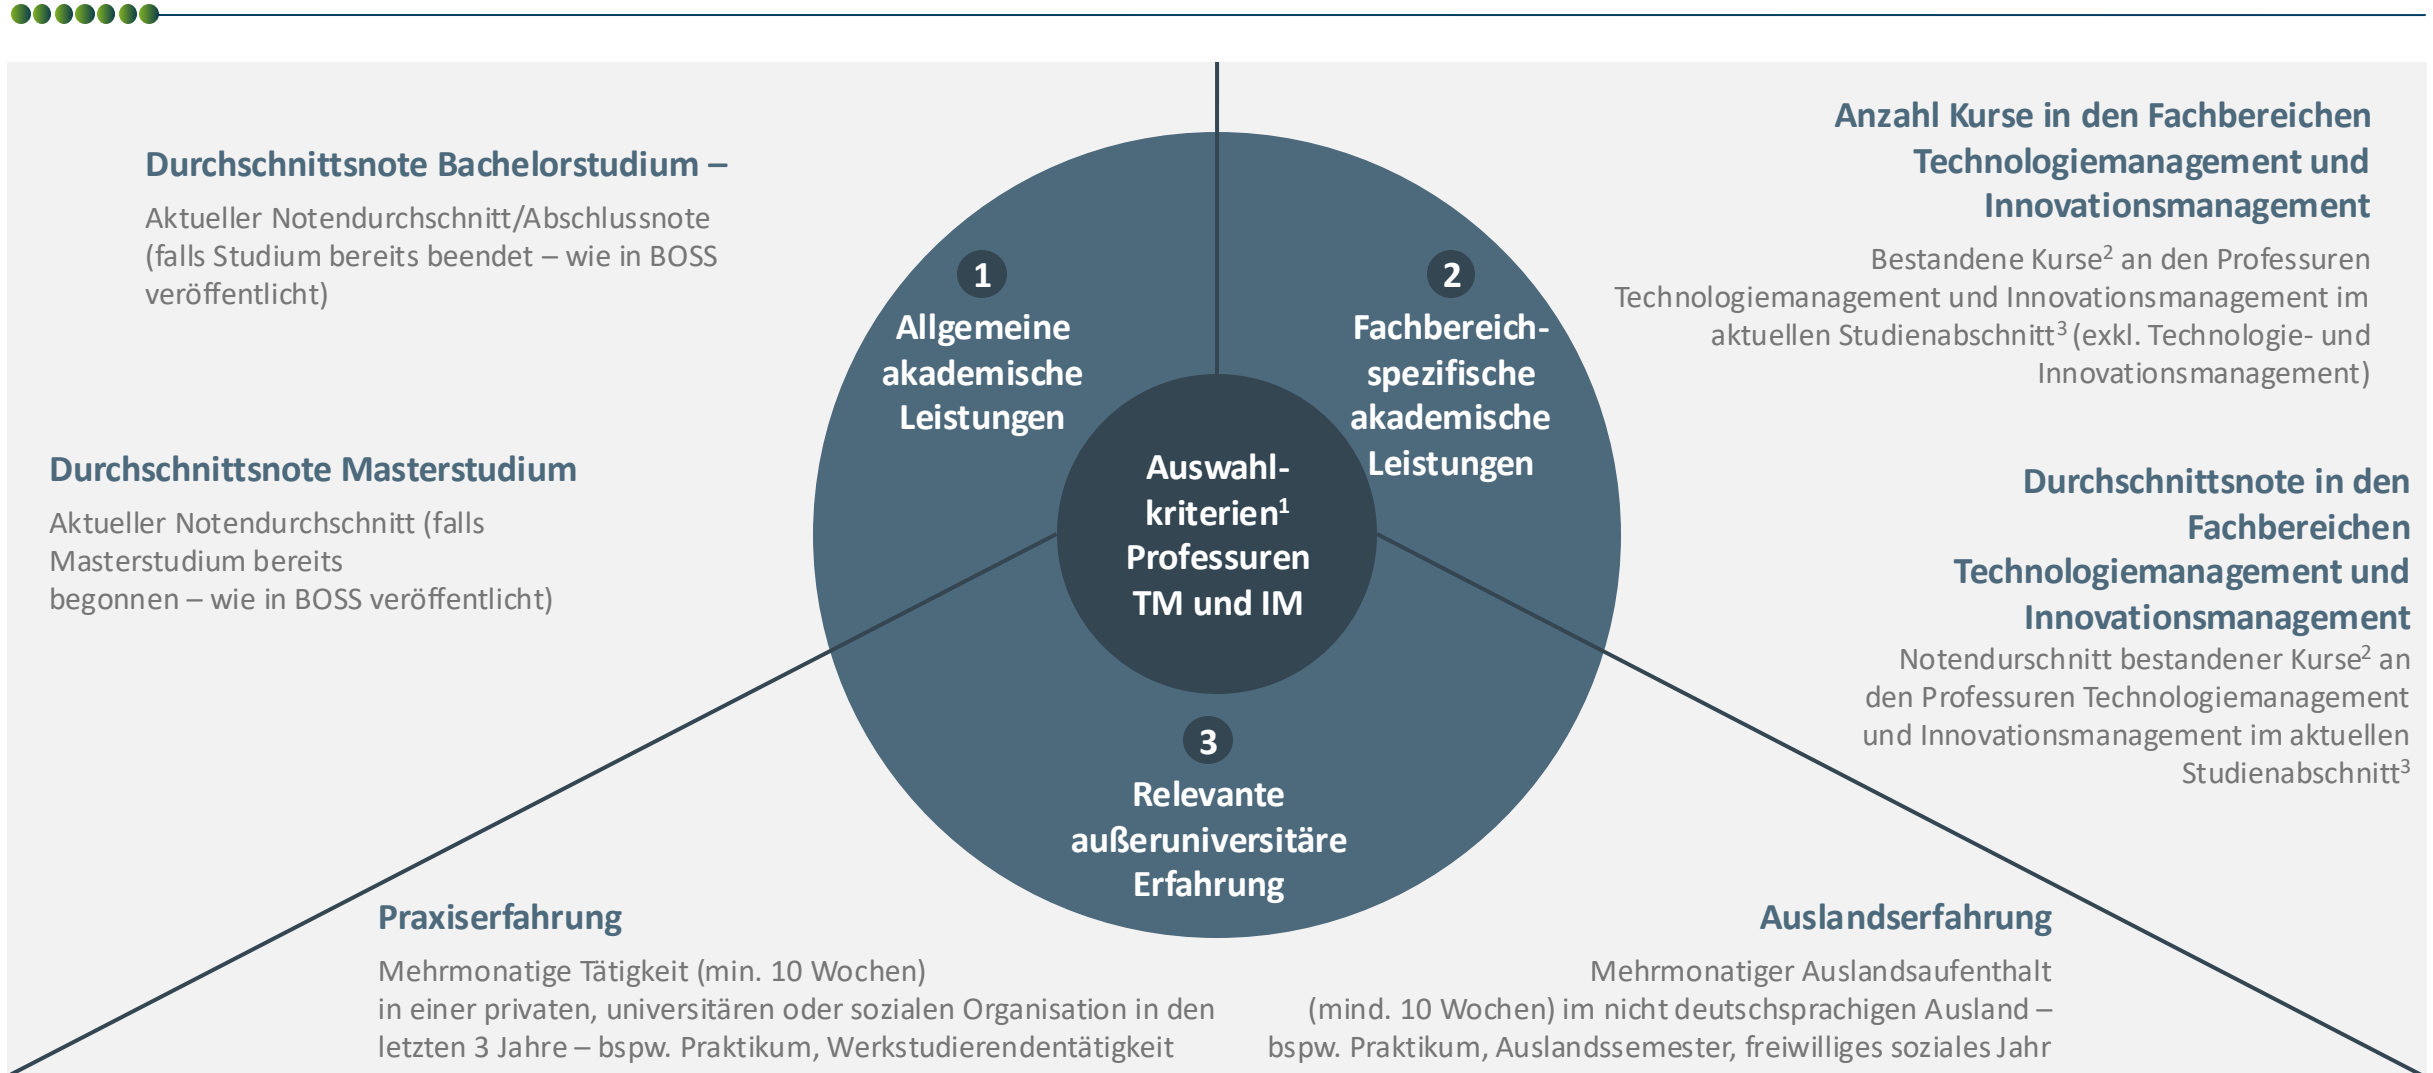 Durchschnittsnote Bachelorstudium –
Aktueller Notendurchschnitt/Abschlussnote
(falls Studium bereits beendet – wie in BOSS
veröffentlicht)
Durchschnittsnote Masterstudium
Aktueller Notendurchschnitt (falls
Masterstudium bereits
begonnen – wie in BOSS veröffentlicht)
1
Allgemeine
akademische
Leistungen
2
Fachbereich-
spezifische
akademische
Leistungen
Auswahl-
kriterien¹
Professuren
TM und IM
3
Relevante
außeruniversitäre
Erfahrung
Anzahl Kurse in den Fachbereichen
Technologiemanagement und
Innovationsmanagement
Bestandene Kurse² an den Professuren
Technologiemanagement und Innovationsmanagement im
aktuellen Studienabschnitt³ (exkl. Technologie- und
Innovationsmanagement)
Durchschnittsnote in den
Fachbereichen
Technologiemanagement und
Innovationsmanagement
Notendurschnitt bestandener Kurse² an
den Professuren Technologiemanagement
und Innovationsmanagement im aktuellen
Studienabschnitt³
Praxiserfahrung
Mehrmonatige Tätigkeit (min. 10 Wochen)
in einer privaten, universitären oder sozialen Organisation in den
letzten 3 Jahre – bspw. Praktikum, Werkstudierendentätigkeit
Auslandserfahrung
Mehrmonatiger Auslandsaufenthalt
(mind. 10 Wochen) im nicht deutschsprachigen Ausland –
bspw. Praktikum, Auslandssemester, freiwilliges soziales Jahr